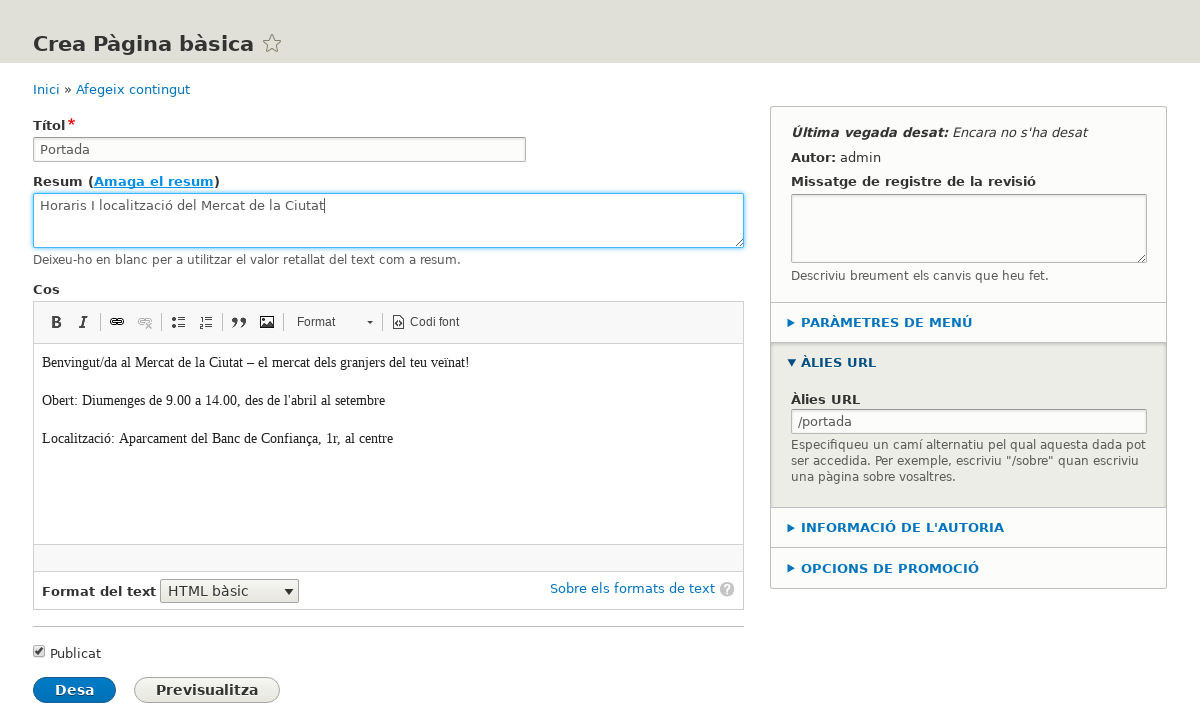 Crea Pàgina bàsica
Inici » Afegeix contingut
Títol*
Portada
Resum (Amaga el resum)
Horaris I localització del Mercat de la Ciutat
Deixeu-ho en blanc per a utilitzar el valor retallat del text com a resum.
Cos
B I Format Codi font
Benvingut/da al Mercat de la Ciutat – el mercat dels granjers del teu veïnat!
Obert: Diumenges de 9.00 a 14.00, des de l'abril al setembre
Localització: Aparcament del Banc de Confiança, 1r, al centre
Format del text HTML bàsic
Sobre els formats de text ?
Publicat
Desa Previsualitza
Última vegada desat: Encara no s'ha desat
Autor: admin
Missatge de registre de la revisió
Descriviu breument els canvis que heu fet.
PARÀMETRES DE MENÚ
ÀLIES URL
Àlies URL
/portada
Especifiqueu un camí alternatiu pel qual aquesta dada pot
ser accedida. Per exemple, escriviu "/sobre" quan escriviu
una pàgina sobre vosaltres.
INFORMACIÓ DE L'AUTORIA
OPCIONS DE PROMOCIÓ